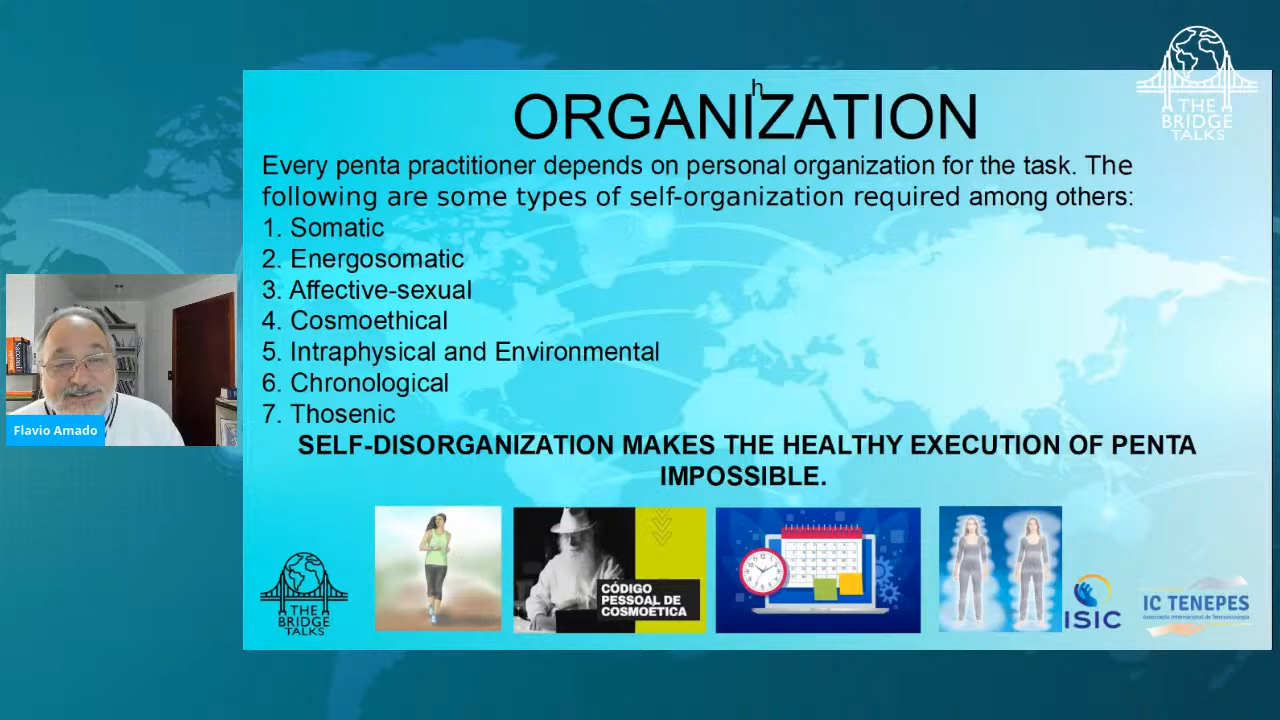 THE
BRIDGE
TALKS
h
ORGANIZATION
Every penta practitioner depends on personal organization for the task. The
following are some types of self-organization required among others:
1. Somatic
2. Energosomatic
3. Affective-sexual
4. Cosmoethical
5. Intraphysical and Environmental
6. Chronological
7. Thosenic
SELF-DISORGANIZATION MAKES THE HEALTHY EXECUTION OF PENTA
IMPOSSIBLE.
Flavio Amado
THE
BRIDGE
TALKS
CÓDIGO
PESSOAL DE
COSMOÉTICA
ISIC
IC TENEPES